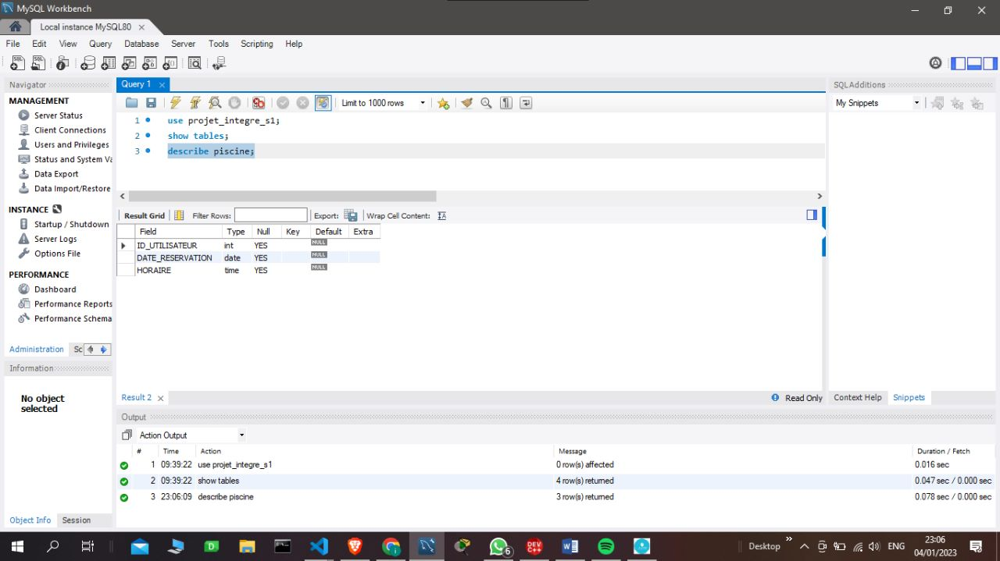 MySQL Workbench
Local instance MySQL80
File Edit View Query Database Server Tools Scripting Help
Navigator
MANAGEMENT
Server Status
Client Connections
Users and Privileges
Status and System Va
Data Export
Data Import/Restore
INSTANCE
Startup / Shutdown
Server Logs
Options File
PERFORMANCE
Dashboard
Performance Reports
Performance Schema
Administration Sc
Information
No object
selected
Object Info Session
Query 1
Limit to 1000 rows
1 use projet_integre_s1;
2 show tables;
3 describe piscine;
Result Grid Filter Rows: Export: Wrap Cell Content:
Field Type Null Key Default Extra
ID_UTILISATEUR int YES NULL
DATE_RESERVATION date YES NULL
HORAIRE time YES NULL
Result 2 Read Only
SQLAdditions
My Snippets
Context Help Snippets
Output
Action Output
# Time Action Message Duration / Fetch
1 09:39:22 use projet_integre_s1 0 row(s) affected 0.016 sec
2 09:39:22 show tables 4 row(s) returned 0.047 sec / 0.000 sec
3 23:06:09 describe piscine 3 row(s) returned 0.078 sec / 0.000 sec
Desktop ENG 23:06
04/01/2023